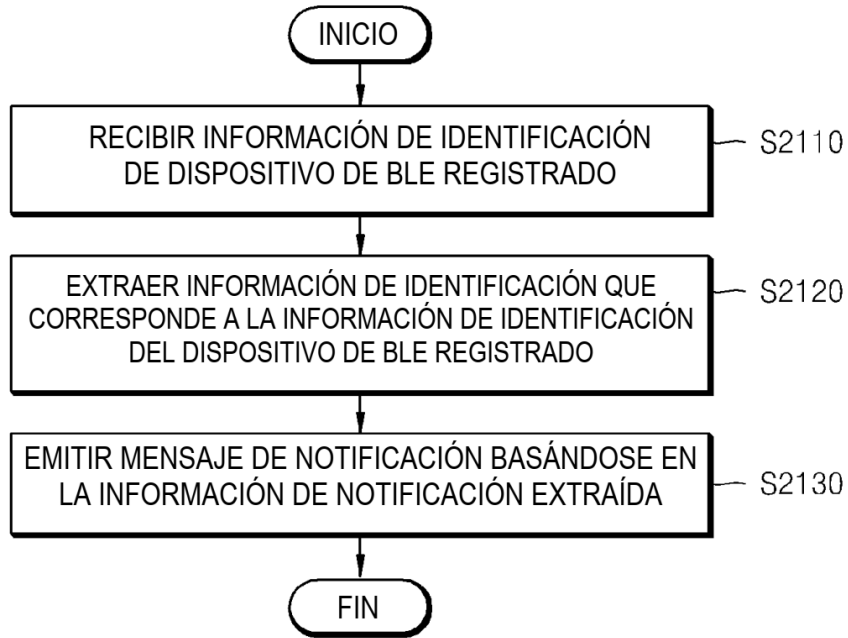 INICIO
RECIBIR INFORMACIÓN DE IDENTIFICACIÓN
DE DISPOSITIVO DE BLE REGISTRADO
S2110
EXTRAER INFORMACIÓN DE IDENTIFICACIÓN QUE
CORRESPONDE A LA INFORMACIÓN DE IDENTIFICACIÓN
DEL DISPOSITIVO DE BLE REGISTRADO
S2120
EMITIR MENSAJE DE NOTIFICACIÓN BASÁNDOSE EN
LA INFORMACIÓN DE NOTIFICACIÓN EXTRAÍDA
S2130
FIN